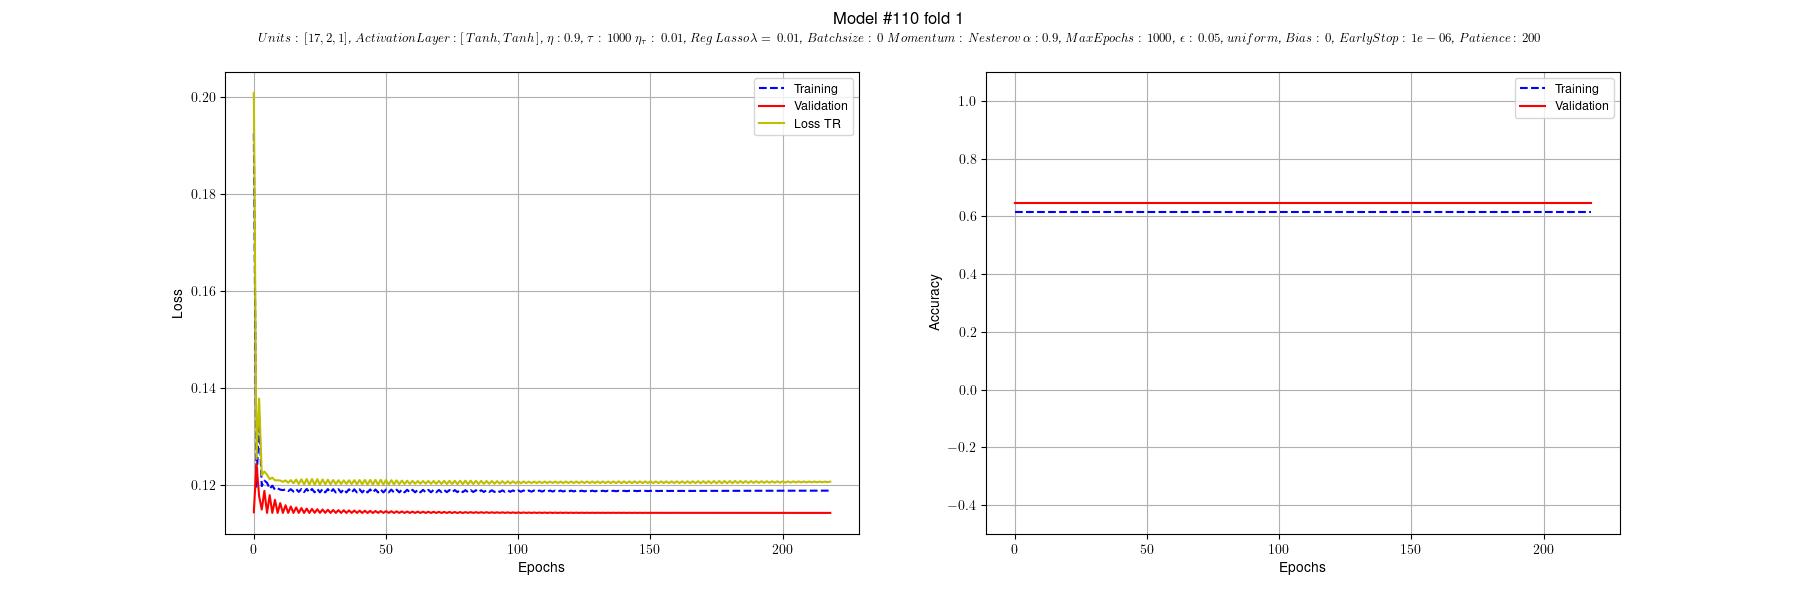 Model #110 fold 1
Units : [17, 2, 1], ActivationLayer : [Tanh, Tanh], η : 0.9, τ : 1000 η_τ : 0.01, Reg Lassoλ = 0.01, Batchsize : 0 Momentum : Nesterov α : 0.9, MaxEpochs : 1000, ϵ : 0.05, uniform, Bias : 0, EarlyStop : 1e − 06, Patience : 200
Loss
0.20
0.18
0.16
0.14
0.12
0 50 100 150 200
Epochs
Training
Validation
Loss TR
Accuracy
1.0
0.8
0.6
0.4
0.2
0.0
−0.2
−0.4
0 50 100 150 200
Epochs
Training
Validation